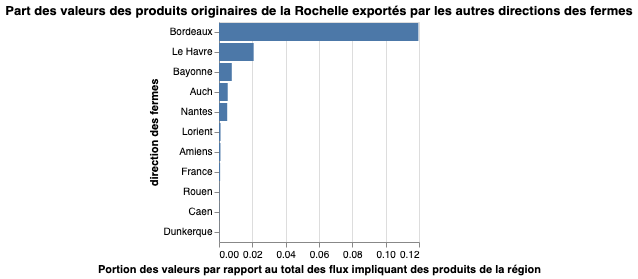 Part des valeurs des produits originaires de la Rochelle exportés par les autres directions des fermes
Bordeaux
Le Havre
Bayonne
Auch
Nantes
Lorient
Amiens
France
Rouen
Caen
Dunkerque
direction des fermes
0.00 0.02 0.04 0.06 0.08 0.10 0.12
Portion des valeurs par rapport au total des flux impliquant des produits de la région